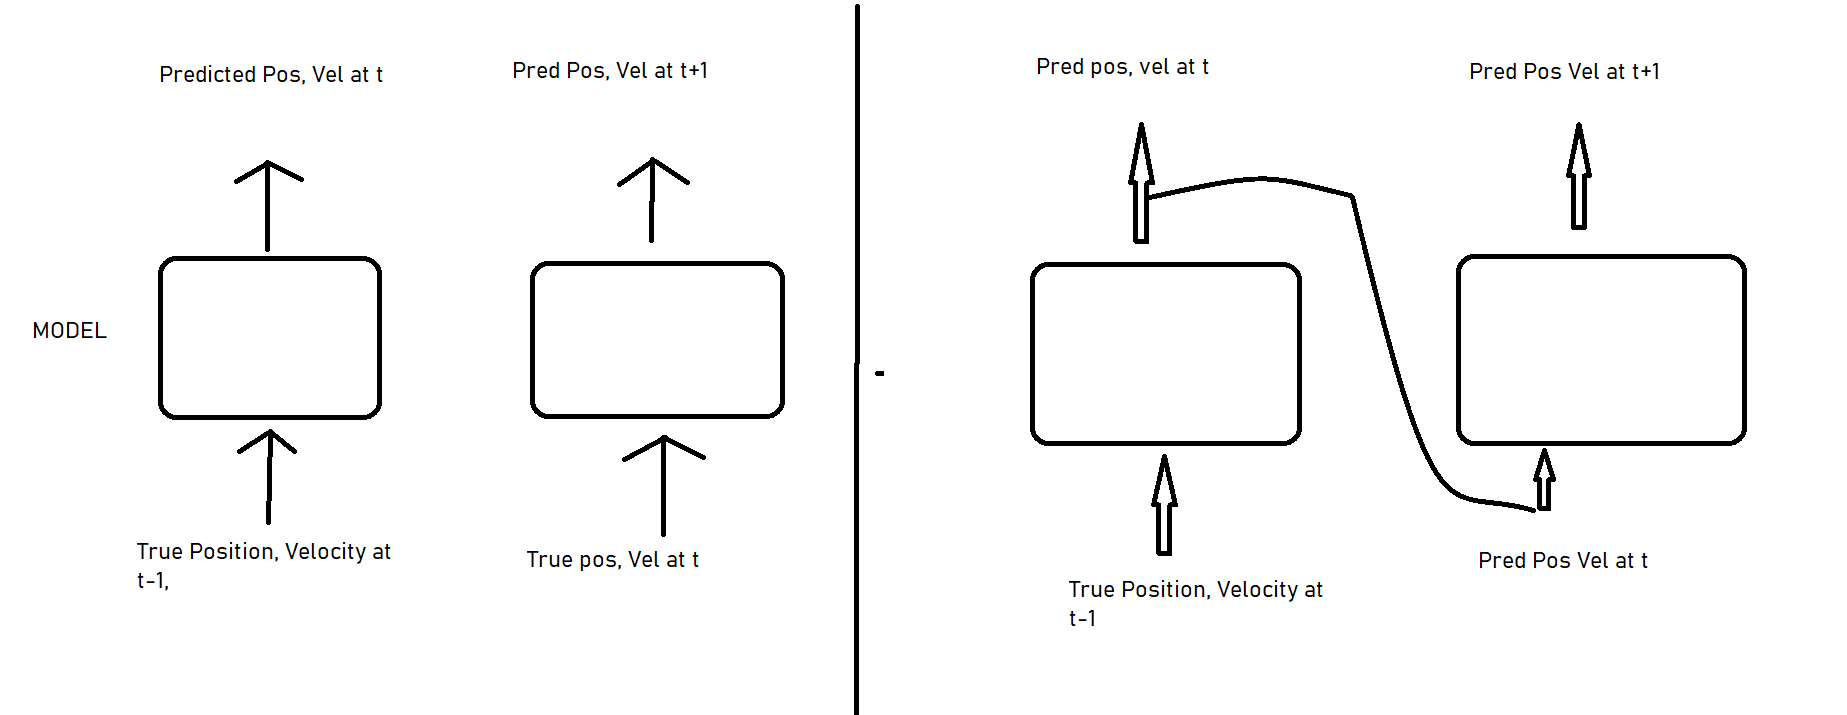 Predicted Pos, Vel at t
Pred Pos, Vel at t+1
MODEL
True Position, Velocity at
t-1,
True pos, Vel at t
Pred pos, vel at t
Pred Pos Vel at t+1
True Position, Velocity at
t-1
Pred Pos Vel at t